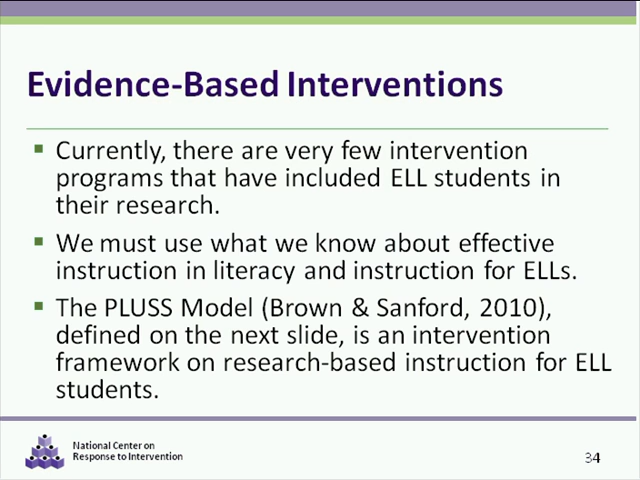 Evidence-Based Interventions
Currently, there are very few intervention
programs that have included ELL students in
their research.
We must use what we know about effective
instruction in literacy and instruction for ELLs.
The PLUSS Model (Brown & Sanford, 2010),
defined on the next slide, is an intervention
framework on research-based instruction for ELL
students.
National Center on
Response to Intervention
34